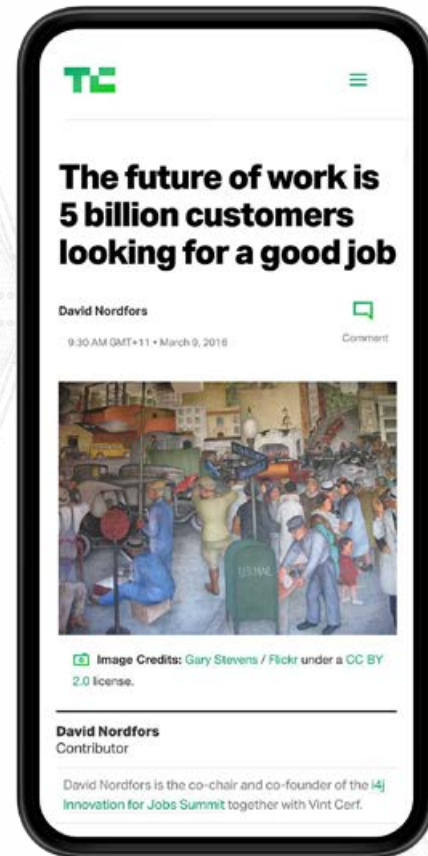 TC
The future of work is
5 billion customers
looking for a good job
David Nordfors
9:30 AM GMT+11 • March 9, 2016
Comment
U.S. MAIL
Image Credits: Gary Stevens / Flickr under a CC BY
2.0 license.
David Nordfors
Contributor
David Nordfors is the co-chair and co-founder of the i4j
Innovation for Jobs Summit together with Vint Cerf.